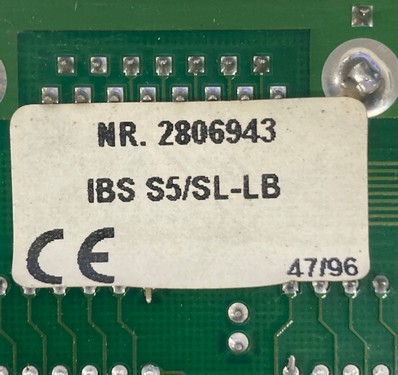 NR. 2806943
IBS S5/SL-LB
CE 47/96